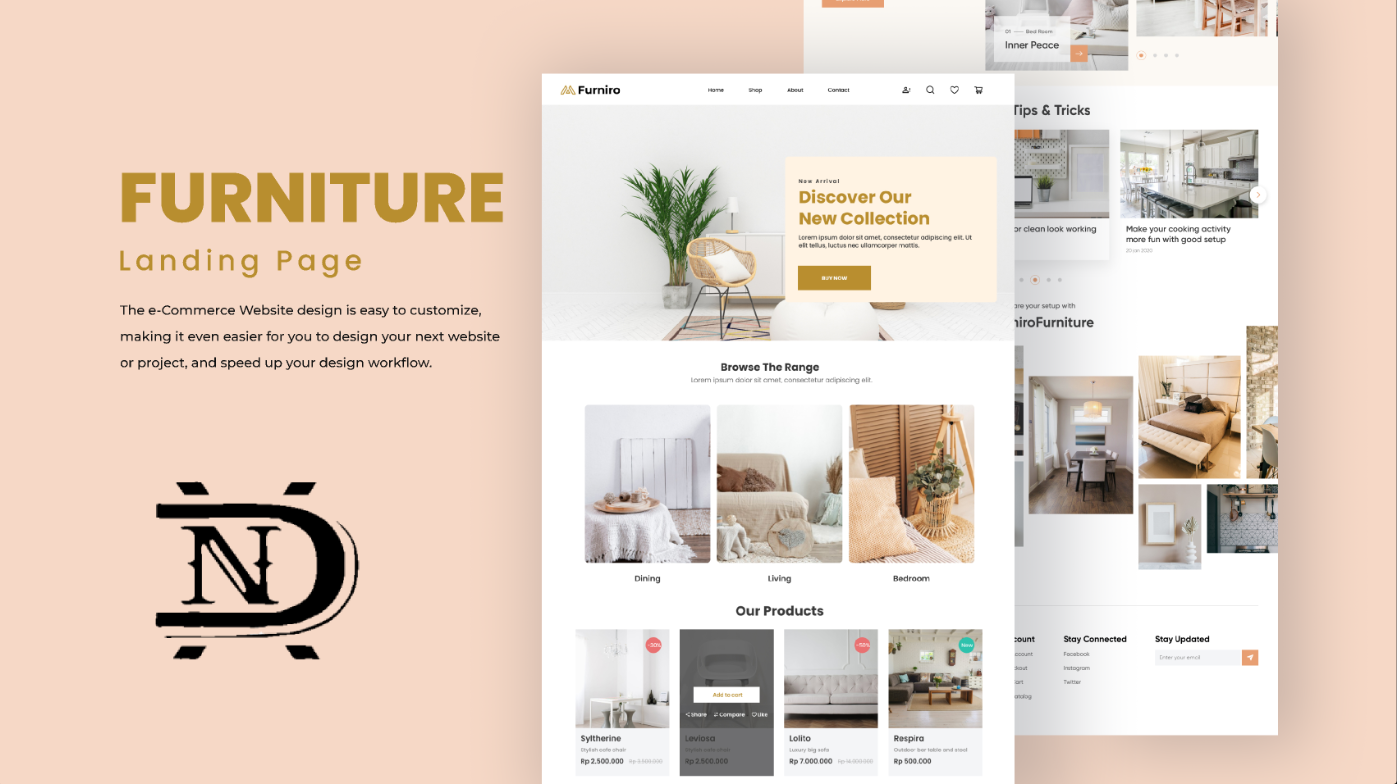 FURNITURE
Landing Page
The e-Commerce Website design is easy to customize,
making it even easier for you to design your next website
or project, and speed up your design workflow.
N
Furniro
Home
Shop
About
Contact
New Arrival
Discover Our
New Collection
Lorem ipsum dolor sit amet, consectetur adipiscing elit. Ut
elit tellus, luctus nec ullamcorper mattis.
BUY NOW
Browse The Range
Lorem ipsum dolor sit amet, consectetur adipiscing elit.
Dining
Living
Bedroom
Our Products
-30%
Add to cart
Share
Compare
Like
-50%
New
Syltherine
Stylish cafe chair
Rp 2.500.000
Rp 3.500.000
Leviosa
Stylish cafe chair
Rp 2.500.000
Lolito
Luxury big sofa
Rp 7.000.000
Rp 14.000.000
Respira
Outdoor bar table and stool
Rp 500.000
01
Bed Room
Inner Peace
Tips & Tricks
or clean look working
Make your cooking activity
more fun with good setup
20 on 2020
are your setup with
niroFurniture
count
ccount
ckout
art
atalog
Stay Connected
Facebook
Instagram
Twitter
Stay Updated
Enter your email